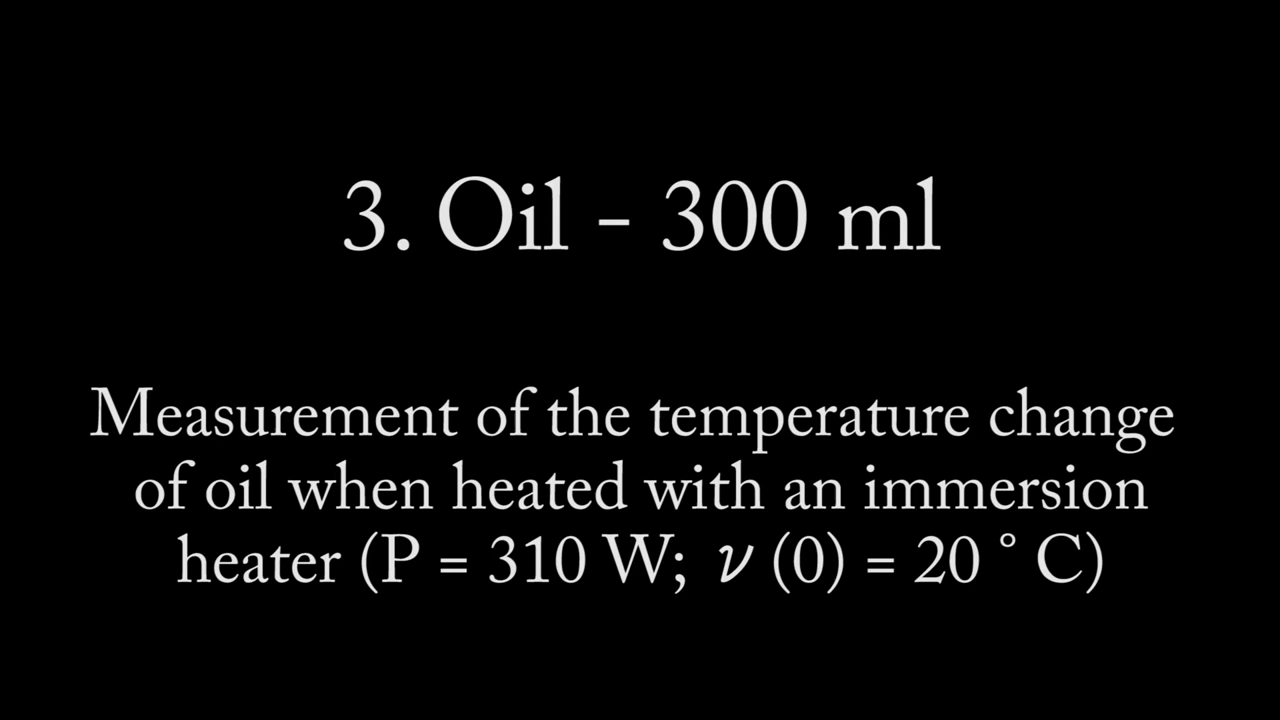 3. Oil - 300 ml
Measurement of the temperature change
of oil when heated with an immersion
heater (P = 310 W; ν (0) = 20 ° C)